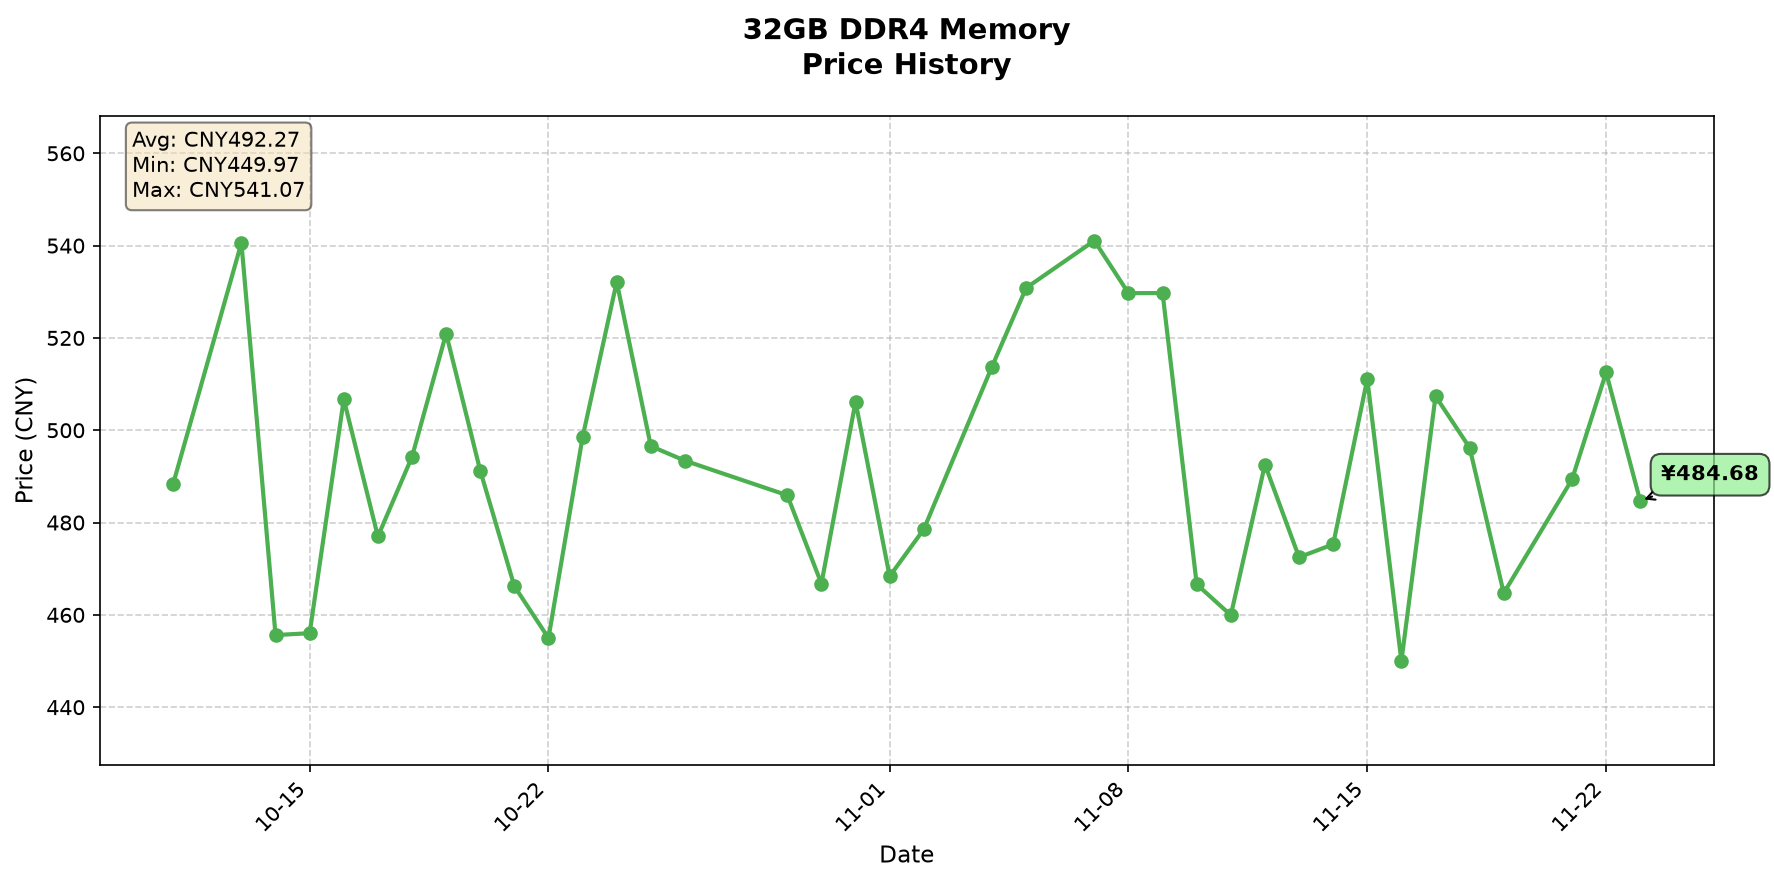 32GB DDR4 Memory
Price History
Avg: CNY492.27
Min: CNY449.97
Max: CNY541.07
560
540
520
500
480
460
440
Price (CNY)
¥484.68
10-15
10-22
11-01
11-08
11-15
11-22
Date